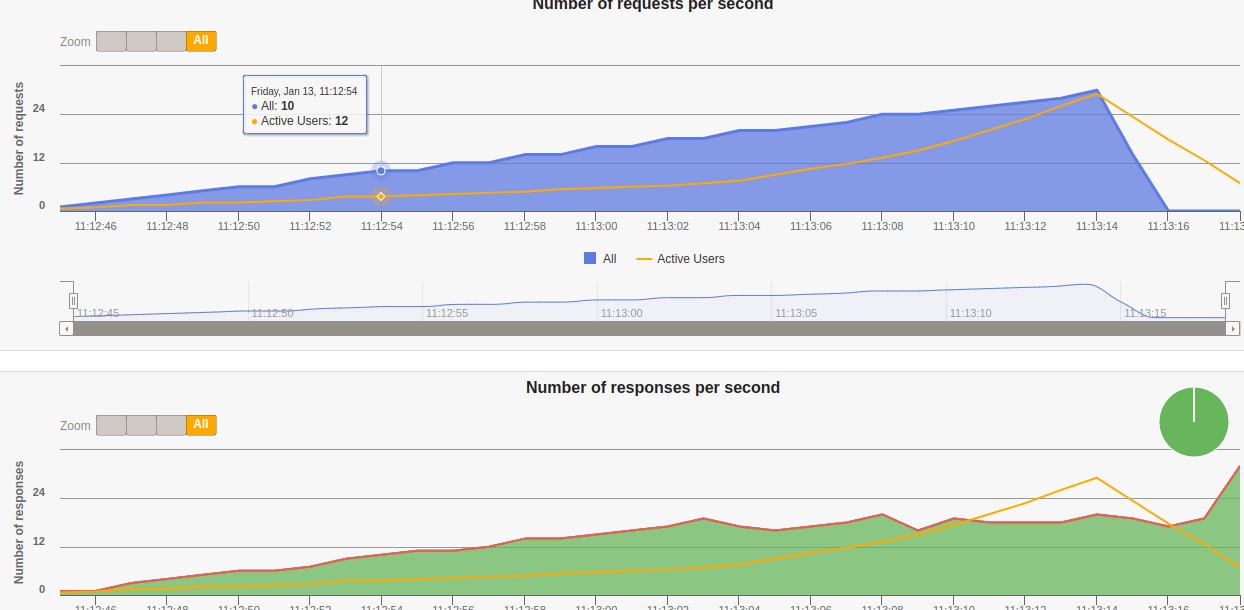 Number of requests per second
Zoom All
Number of requests
24
12
0
Friday, Jan 13, 11:12:54
● All: 10
● Active Users: 12
11:12:46 11:12:48 11:12:50 11:12:52 11:12:54 11:12:56 11:12:58 11:13:00 11:13:02 11:13:04 11:13:06 11:13:08 11:13:10 11:13:12 11:13:14 11:13:16 11:13
All Active Users
11:12:45 11:12:50 11:12:55 11:13:00 11:13:05 11:13:10 11:13:15
Number of responses per second
Zoom All
Number of responses
24
12
0
11:12:46 11:12:48 11:12:50 11:12:52 11:12:54 11:12:56 11:12:58 11:13:00 11:13:02 11:13:04 11:13:06 11:13:08 11:13:10 11:13:12 11:13:14 11:13:16 11:13